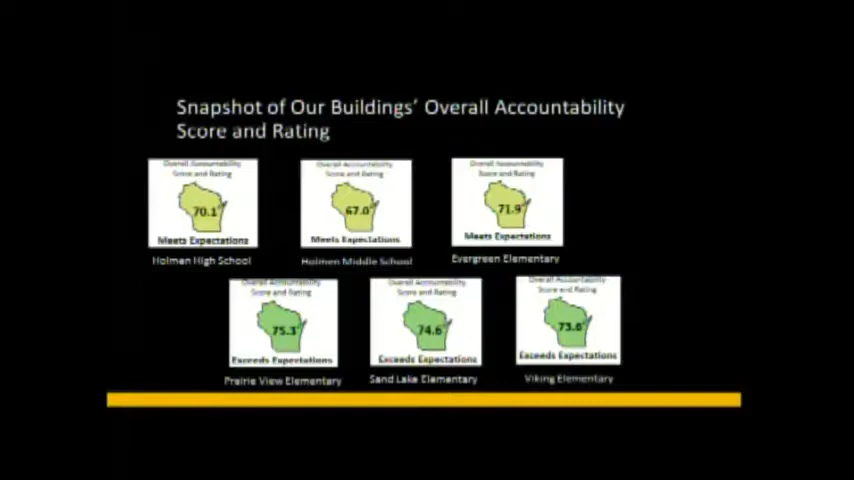 Snapshot of Our Buildings' Overall Accountability
Score and Rating
Overall Accountability
Score and Rating
70.1
Meets Expectations
Holmen High School
Overall Accountability
Score and Rating
67.0
Meets Expectations
Holmen Middle School
Overall Accountability
Score and Rating
71.9
Meets Expectations
Evergreen Elementary
Overall Accountability
Score and Rating
75.3
Exceeds Expectations
Prairie View Elementary
Overall Accountability
Score and Rating
74.6
Exceeds Expectations
Sand Lake Elementary
Overall Accountability
Score and Rating
Exceeds Expectations
Viking Elementary